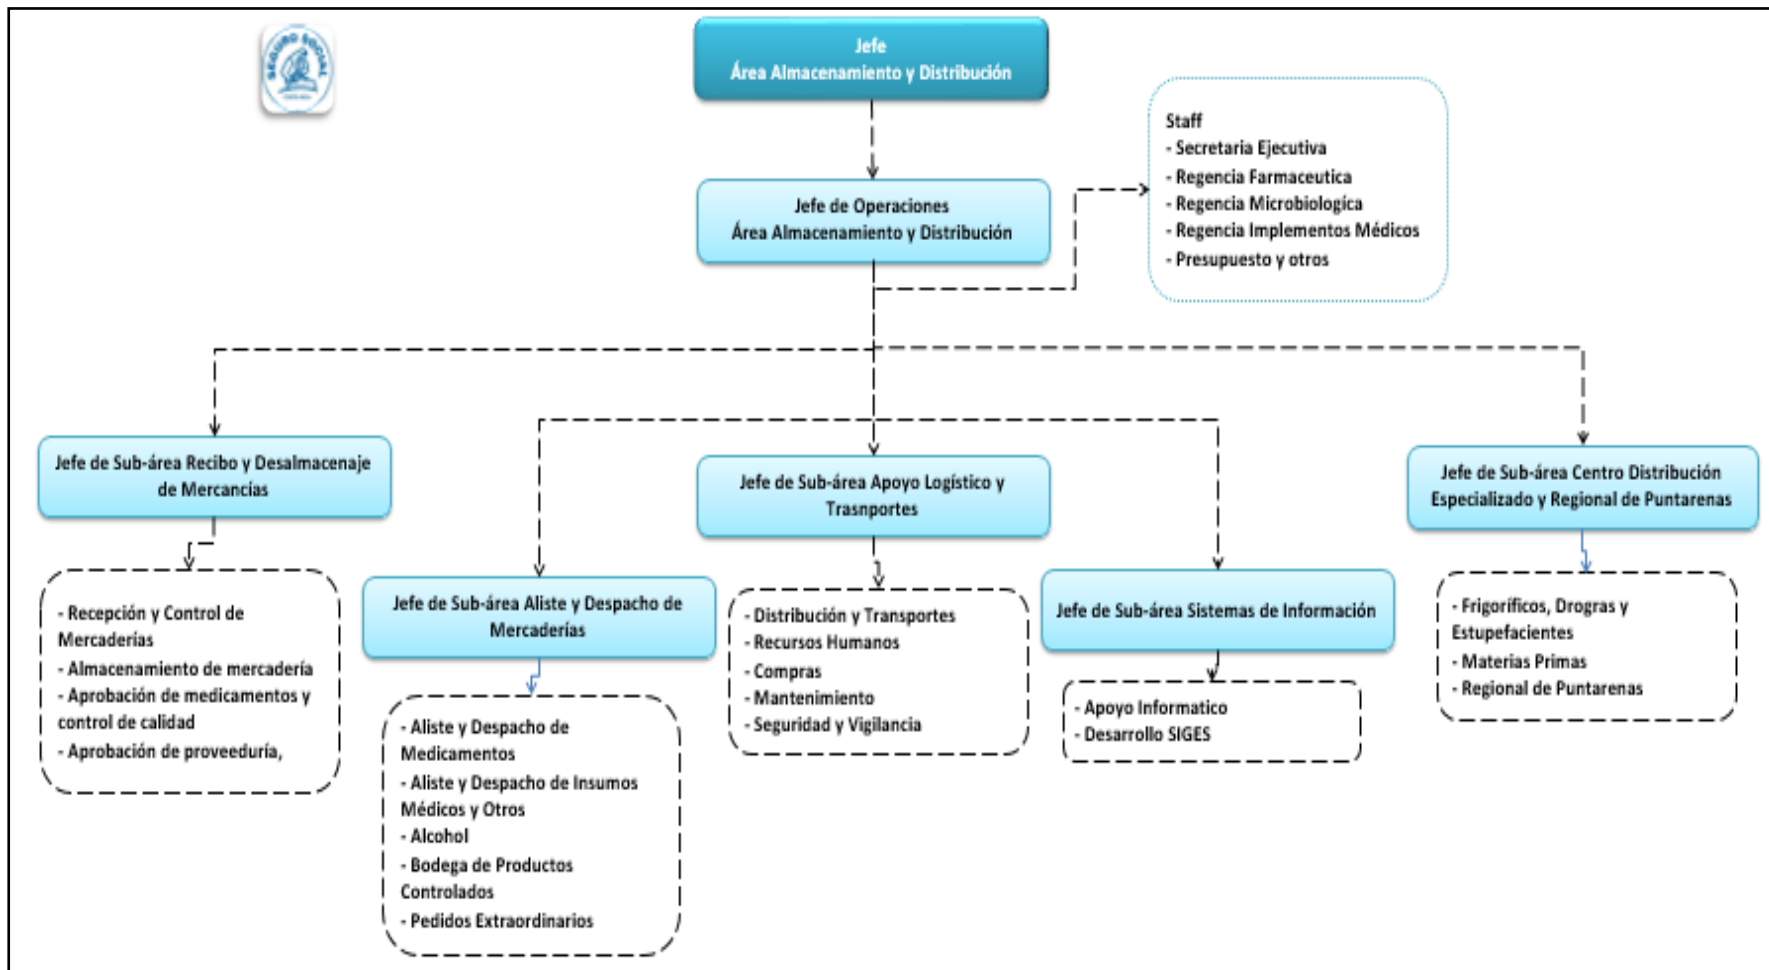 SEGURO SOCIAL
Jefe
Área Almacenamiento y Distribución
Staff
- Secretaria Ejecutiva
- Regencia Farmaceutica
- Regencia Microbiologíca
- Regencia Implementos Médicos
- Presupuesto y otros
Jefe de Operaciones
Área Almacenamiento y Distribución
Jefe de Sub-área Recibo y Desalmacenaje
de Mercancías
- Recepción y Control de
Mercaderías
- Almacenamiento de mercadería
- Aprobación de medicamentos y
control de calidad
- Aprobación de proveeduría,
Jefe de Sub-área Aliste y Despacho de
Mercaderías
- Aliste y Despacho de
Medicamentos
- Aliste y Despacho de Insumos
Médicos y Otros
- Alcohol
- Bodega de Productos
Controlados
- Pedidos Extraordinarios
Jefe de Sub-área Apoyo Logístico y
Trasnportes
- Distribución y Transportes
- Recursos Humanos
- Compras
- Mantenimiento
- Seguridad y Vigilancia
Jefe de Sub-área Sistemas de Información
- Apoyo Informatico
- Desarrollo SIGES
Jefe de Sub-área Centro Distribución
Especializado y Regional de Puntarenas
- Frigoríficos, Drogras y
Estupefacientes
- Materias Primas
- Regional de Puntarenas